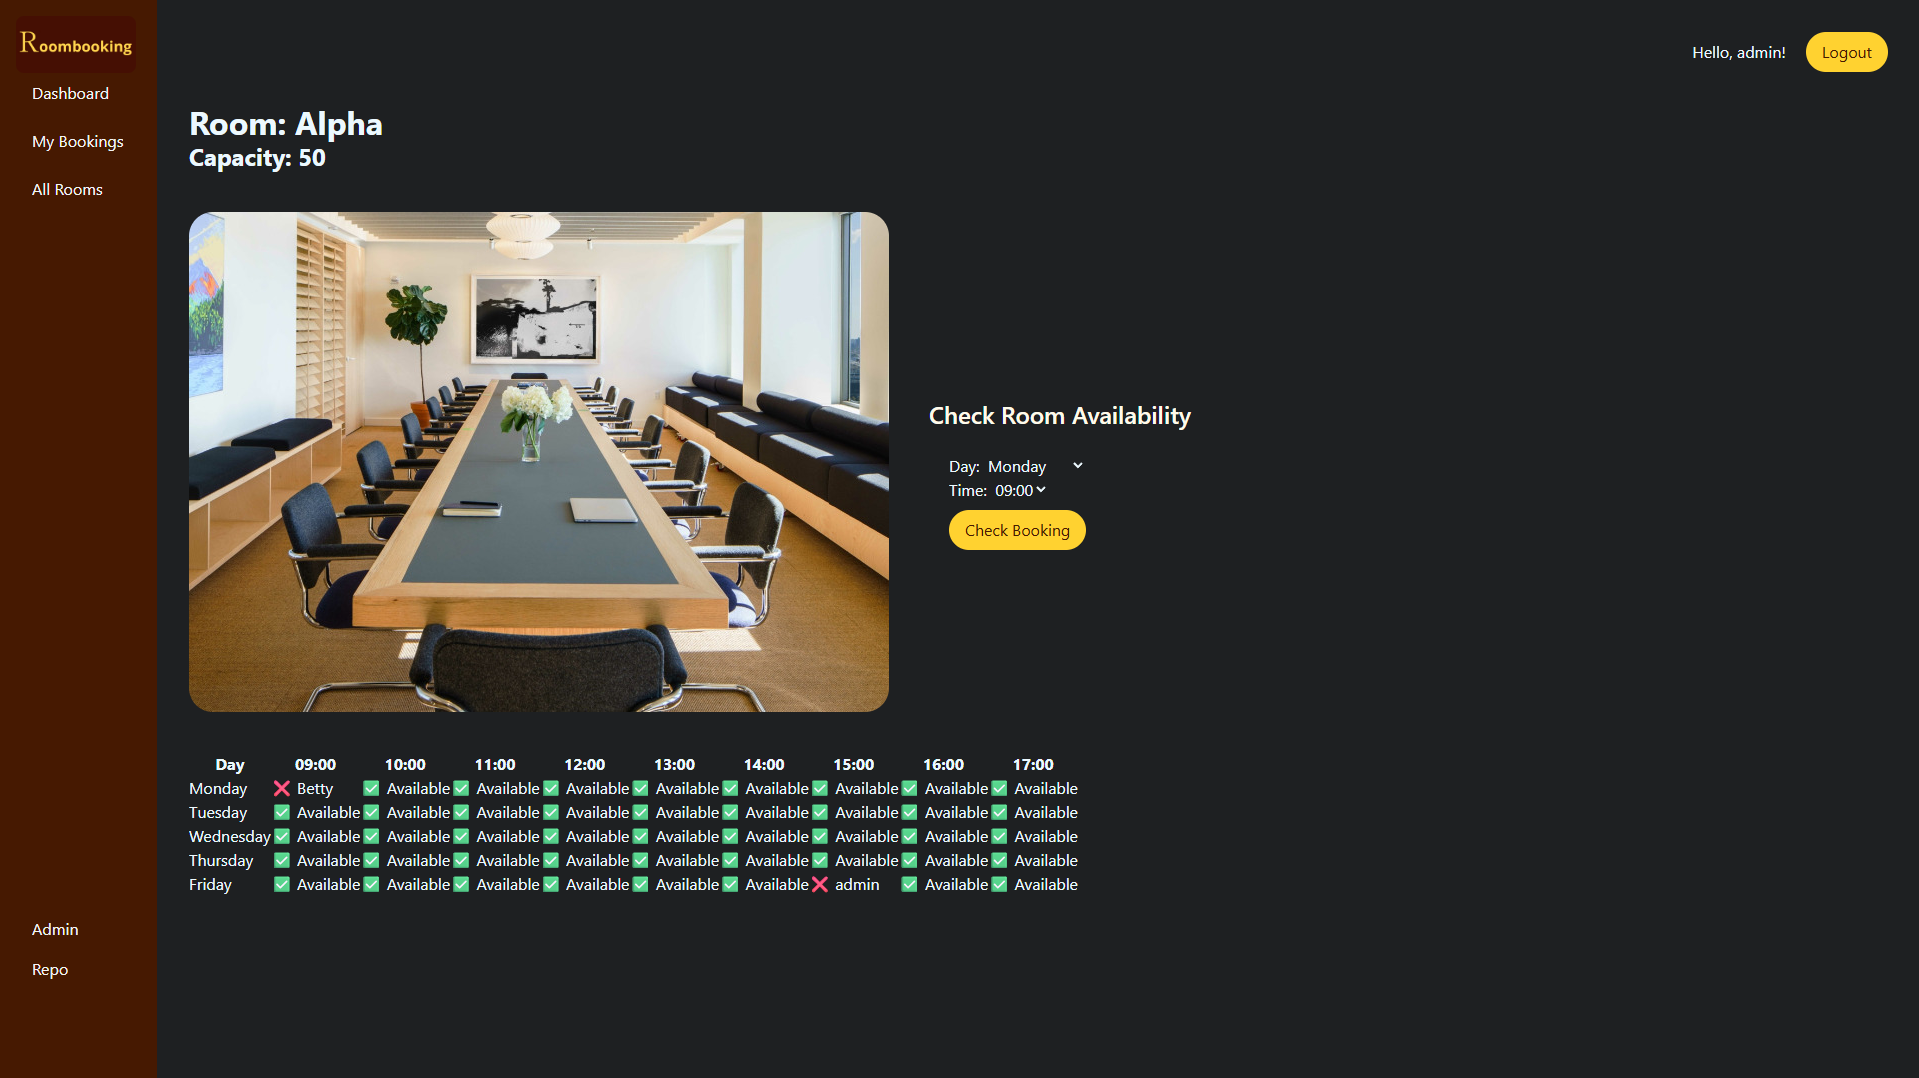 Roombooking
Dashboard
My Bookings
All Rooms
Admin
Repo
Hello, admin! Logout
Room: Alpha
Capacity: 50
Check Room Availability
Day: Monday
Time: 09:00
Check Booking
Day 09:00 10:00 11:00 12:00 13:00 14:00 15:00 16:00 17:00
Monday ❌ Betty ✅ Available ✅ Available ✅ Available ✅ Available ✅ Available ✅ Available ✅ Available ✅ Available
Tuesday ✅ Available ✅ Available ✅ Available ✅ Available ✅ Available ✅ Available ✅ Available ✅ Available ✅ Available
Wednesday ✅ Available ✅ Available ✅ Available ✅ Available ✅ Available ✅ Available ✅ Available ✅ Available ✅ Available
Thursday ✅ Available ✅ Available ✅ Available ✅ Available ✅ Available ✅ Available ✅ Available ✅ Available ✅ Available
Friday ✅ Available ✅ Available ✅ Available ✅ Available ✅ Available ✅ Available ❌ admin ✅ Available ✅ Available